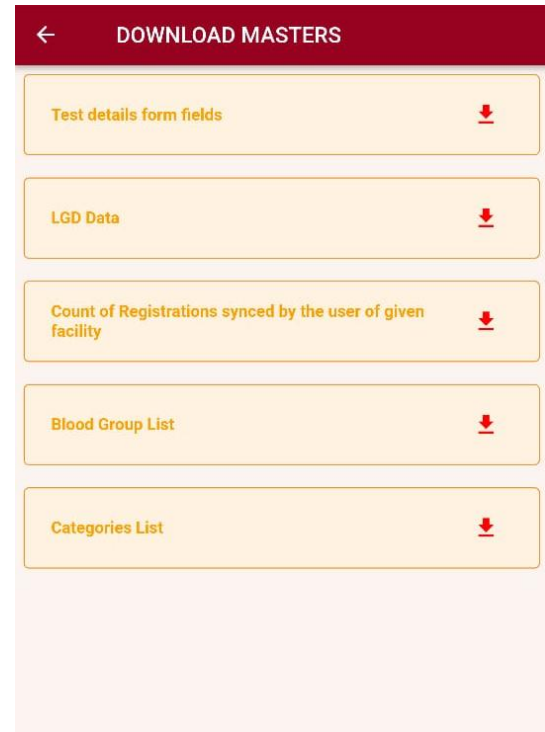 DOWNLOAD MASTERS
Test details form fields
LGD Data
Count of Registrations synced by the user of given
facility
Blood Group List
Categories List